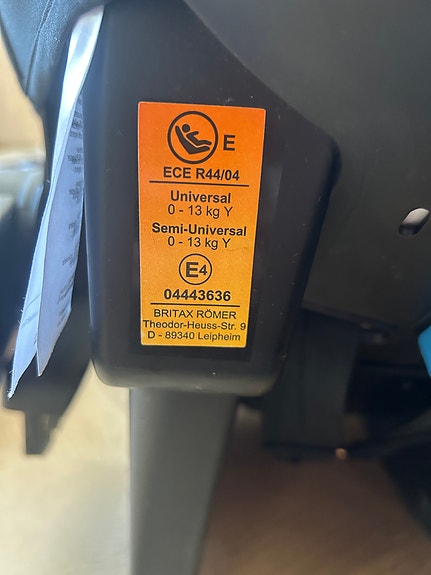 E
ECE R44/04
Universal
0 - 13 kg Y
Semi-Universal
0 - 13 kg Y
E4
04443636
BRITAX RÖMER
Theodor-Heuss-Str. 9
D - 89340 Leipheim